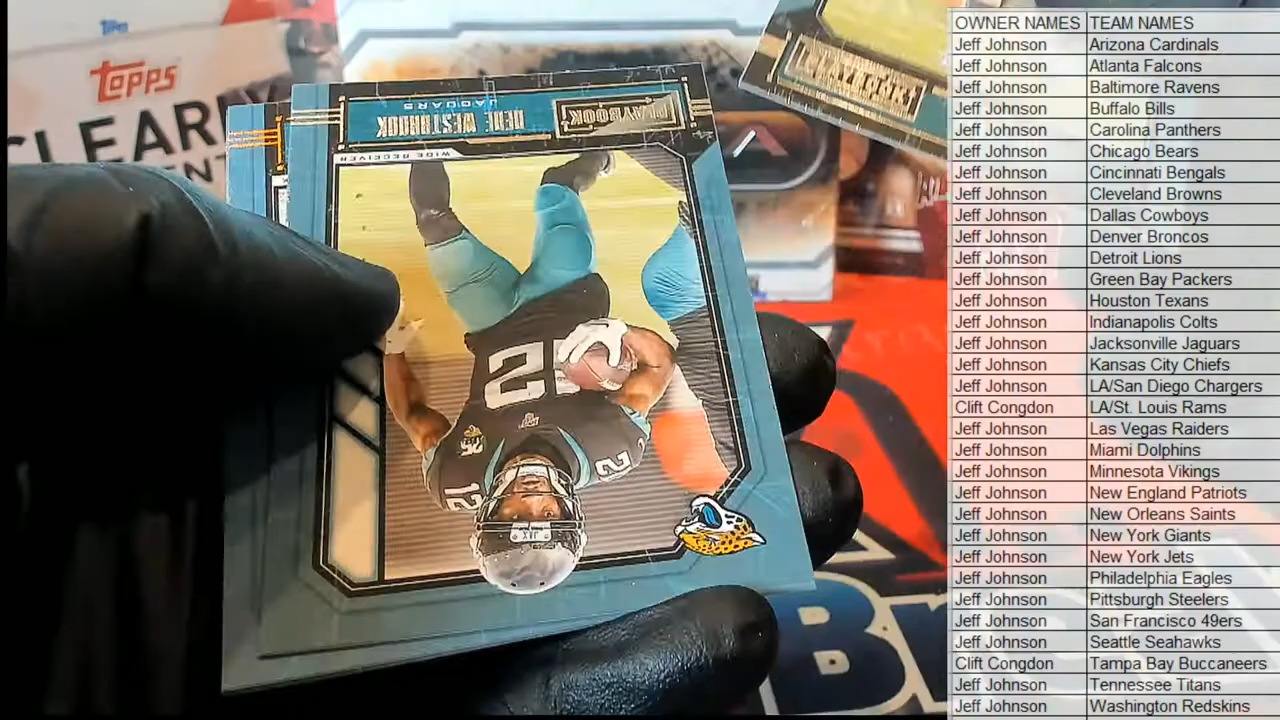 Topps
topps
CLEARLY
PLAYBOOK
DEDE WESTBROOK
JAGUARS
WIDE RECEIVER
12
12
12
JAX
OWNER NAMES TEAM NAMES
Jeff Johnson Arizona Cardinals
Jeff Johnson Atlanta Falcons
Jeff Johnson Baltimore Ravens
Jeff Johnson Buffalo Bills
Jeff Johnson Carolina Panthers
Jeff Johnson Chicago Bears
Jeff Johnson Cincinnati Bengals
Jeff Johnson Cleveland Browns
Jeff Johnson Dallas Cowboys
Jeff Johnson Denver Broncos
Jeff Johnson Detroit Lions
Jeff Johnson Green Bay Packers
Jeff Johnson Houston Texans
Jeff Johnson Indianapolis Colts
Jeff Johnson Jacksonville Jaguars
Jeff Johnson Kansas City Chiefs
Jeff Johnson LA/San Diego Chargers
Clift Congdon LA/St. Louis Rams
Jeff Johnson Las Vegas Raiders
Jeff Johnson Miami Dolphins
Jeff Johnson Minnesota Vikings
Jeff Johnson New England Patriots
Jeff Johnson New Orleans Saints
Jeff Johnson New York Giants
Jeff Johnson New York Jets
Jeff Johnson Philadelphia Eagles
Jeff Johnson Pittsburgh Steelers
Jeff Johnson San Francisco 49ers
Jeff Johnson Seattle Seahawks
Clift Congdon Tampa Bay Buccaneers
Jeff Johnson Tennessee Titans
Jeff Johnson Washington Redskins